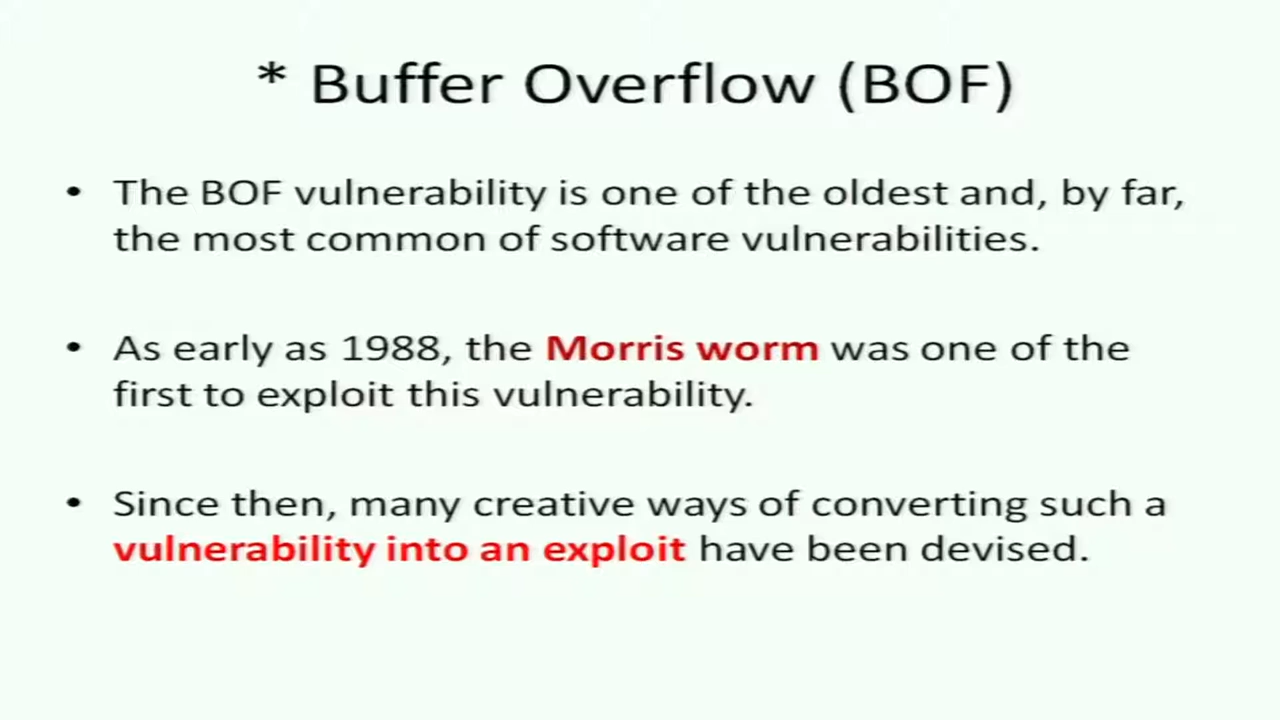 * Buffer Overflow (BOF)
• The BOF vulnerability is one of the oldest and, by far,
the most common of software vulnerabilities.
• As early as 1988, the Morris worm was one of the
first to exploit this vulnerability.
• Since then, many creative ways of converting such a
vulnerability into an exploit have been devised.